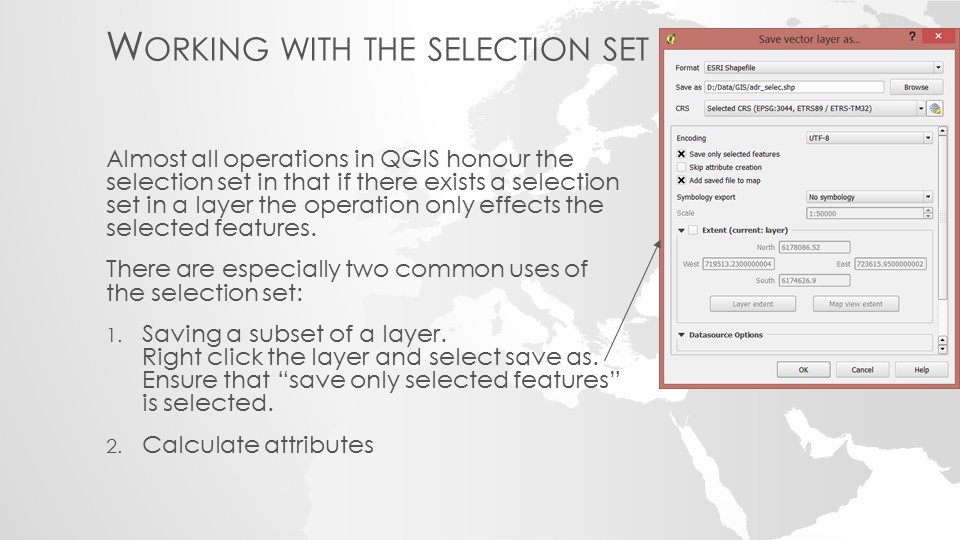 WORKING WITH THE SELECTION SET
Almost all operations in QGIS honour the
selection set in that if there exists a selection
set in a layer the operation only effects the
selected features.
There are especially two common uses of
the selection set:
1. Saving a subset of a layer.
Right click the layer and select save as.
Ensure that “save only selected features”
is selected.
2. Calculate attributes
Save vector layer as...
? ×
Format ESRI Shapefile
Save as D:/Data/GIS/adr_selec.shp Browse
CRS Selected CRS (EPSG:3044, ETRS89 / ETRS-TM32)
Encoding UTF-8
Save only selected features
Skip attribute creation
Add saved file to map
Symbology export No symbology
Scale 1:50000
Extent (current: layer)
North 6178086.52
West 719513.2300000004 East 723615.9500000002
South 6174626.9
Layer extent Map view extent
Datasource Options
OK Cancel Help